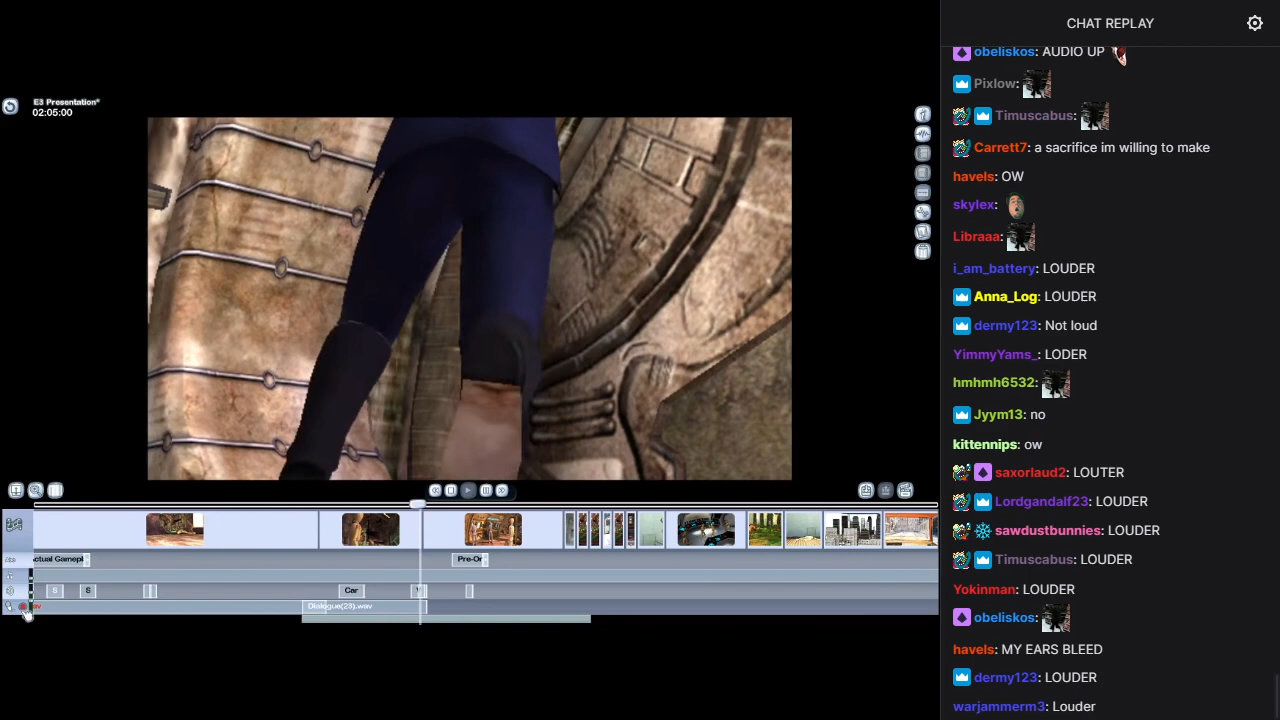 CHAT REPLAY
E3 Presentation*
02:05:00
obeliskos: AUDIO UP
Pixlow:
Timuscabus:
Carrett7: a sacrifice im willing to make
havels: OW
skylex:
Libraaa:
i_am_battery: LOUDER
Anna_Log: LOUDER
dermy123: Not loud
YimmyYams_: LODER
hmhmh6532:
Jyym13: no
kittennips: ow
saxorlaud2: LOUTER
Lordgandalf23: LOUDER
sawdustbunnies: LOUDER
Timuscabus: LOUDER
Yokinman: LOUDER
obeliskos:
havels: MY EARS BLEED
dermy123: LOUDER
warjammerm3: Louder
ctual Gamepl
Pre-Or
S
S
Car
Dialogue(23).wav